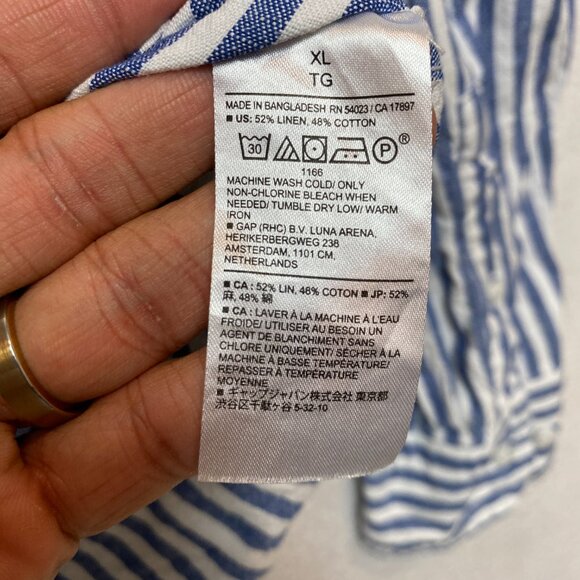 XL
TG
MADE IN BANGLADESH RN 54023 / CA 17897
■ US: 52% LINEN, 48% COTTON
30 P ®
1166
MACHINE WASH COLD/ ONLY
NON-CHLORINE BLEACH WHEN
NEEDED/ TUMBLE DRY LOW/ WARM
IRON
■ GAP (RHC) B.V. LUNA ARENA,
HERIKERBERGWEG 238
AMSTERDAM, 1101 CM,
NETHERLANDS
■ CA : 52% LIN, 48% COTON ■ JP: 52%
麻, 48% 綿
■ CA : LAVER À LA MACHINE À L'EAU
FROIDE/ UTILISER AU BESOIN UN
AGENT DE BLANCHIMENT SANS
CHLORE UNIQUEMENT/ SÉCHER À LA
MACHINE À BASSE TEMPÉRATURE/
REPASSER À TEMPÉRATURE
MOYENNE
■ ギャップジャパン株式会社 東京都
渋谷区千駄ヶ谷 5-32-10